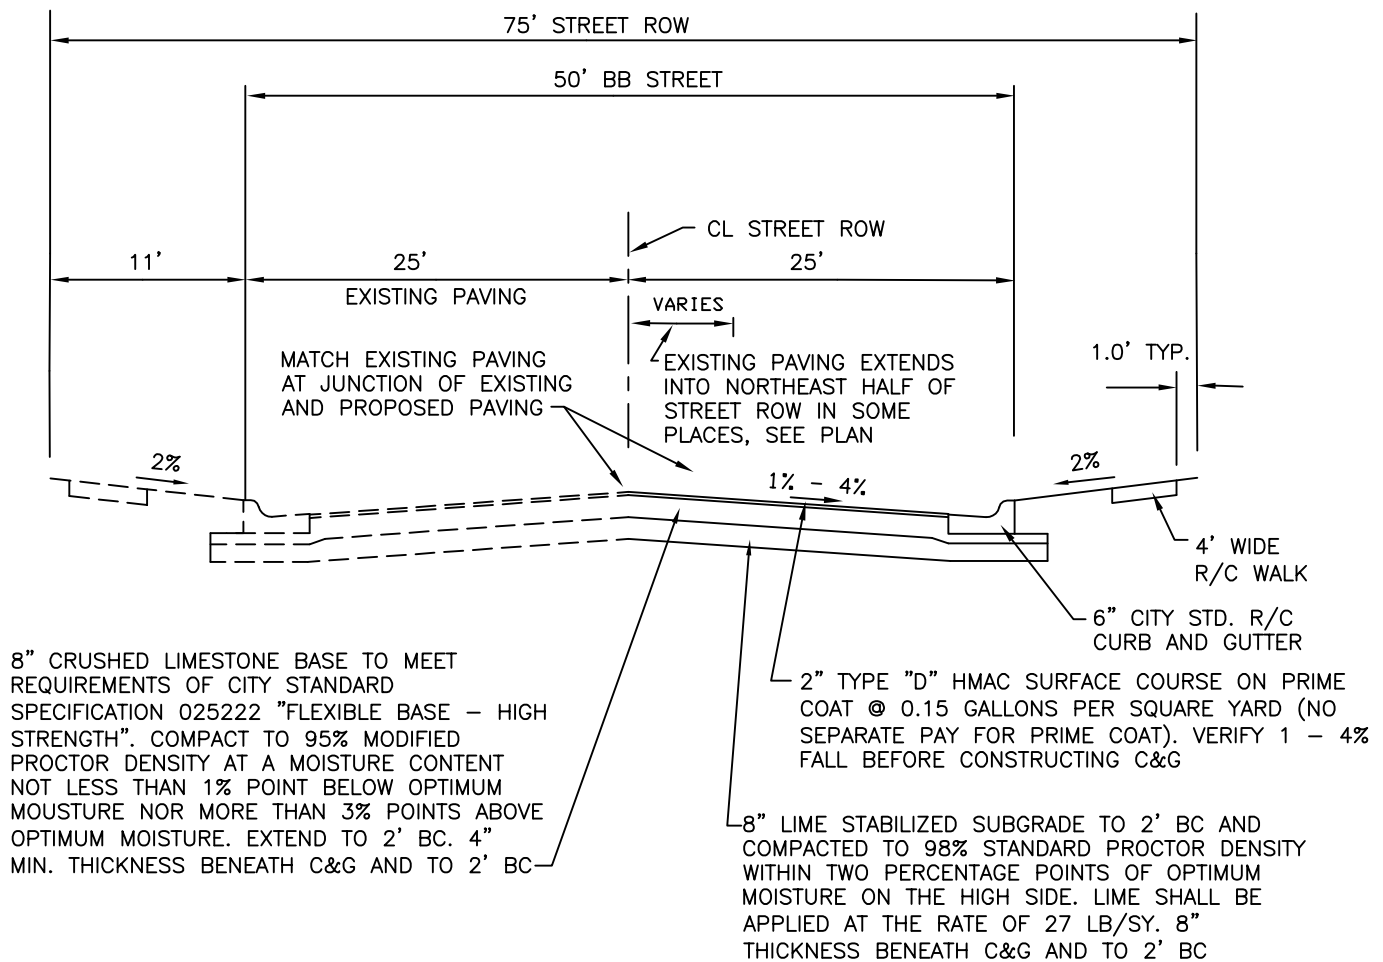 75' STREET ROW
50' BB STREET
CL STREET ROW
11'
25'
25'
EXISTING PAVING
VARIES
MATCH EXISTING PAVING
AT JUNCTION OF EXISTING
AND PROPOSED PAVING
EXISTING PAVING EXTENDS
INTO NORTHEAST HALF OF
STREET ROW IN SOME
PLACES, SEE PLAN
1.0' TYP.
2%
1% - 4%
2%
4' WIDE
R/C WALK
6" CITY STD. R/C
CURB AND GUTTER
8" CRUSHED LIMESTONE BASE TO MEET
REQUIREMENTS OF CITY STANDARD
SPECIFICATION 025222 "FLEXIBLE BASE – HIGH
STRENGTH". COMPACT TO 95% MODIFIED
PROCTOR DENSITY AT A MOISTURE CONTENT
NOT LESS THAN 1% POINT BELOW OPTIMUM
MOUSTURE NOR MORE THAN 3% POINTS ABOVE
OPTIMUM MOISTURE. EXTEND TO 2' BC. 4"
MIN. THICKNESS BENEATH C&G AND TO 2' BC
2" TYPE "D" HMAC SURFACE COURSE ON PRIME
COAT @ 0.15 GALLONS PER SQUARE YARD (NO
SEPARATE PAY FOR PRIME COAT). VERIFY 1 – 4%
FALL BEFORE CONSTRUCTING C&G
8" LIME STABILIZED SUBGRADE TO 2' BC AND
COMPACTED TO 98% STANDARD PROCTOR DENSITY
WITHIN TWO PERCENTAGE POINTS OF OPTIMUM
MOISTURE ON THE HIGH SIDE. LIME SHALL BE
APPLIED AT THE RATE OF 27 LB/SY. 8"
THICKNESS BENEATH C&G AND TO 2' BC